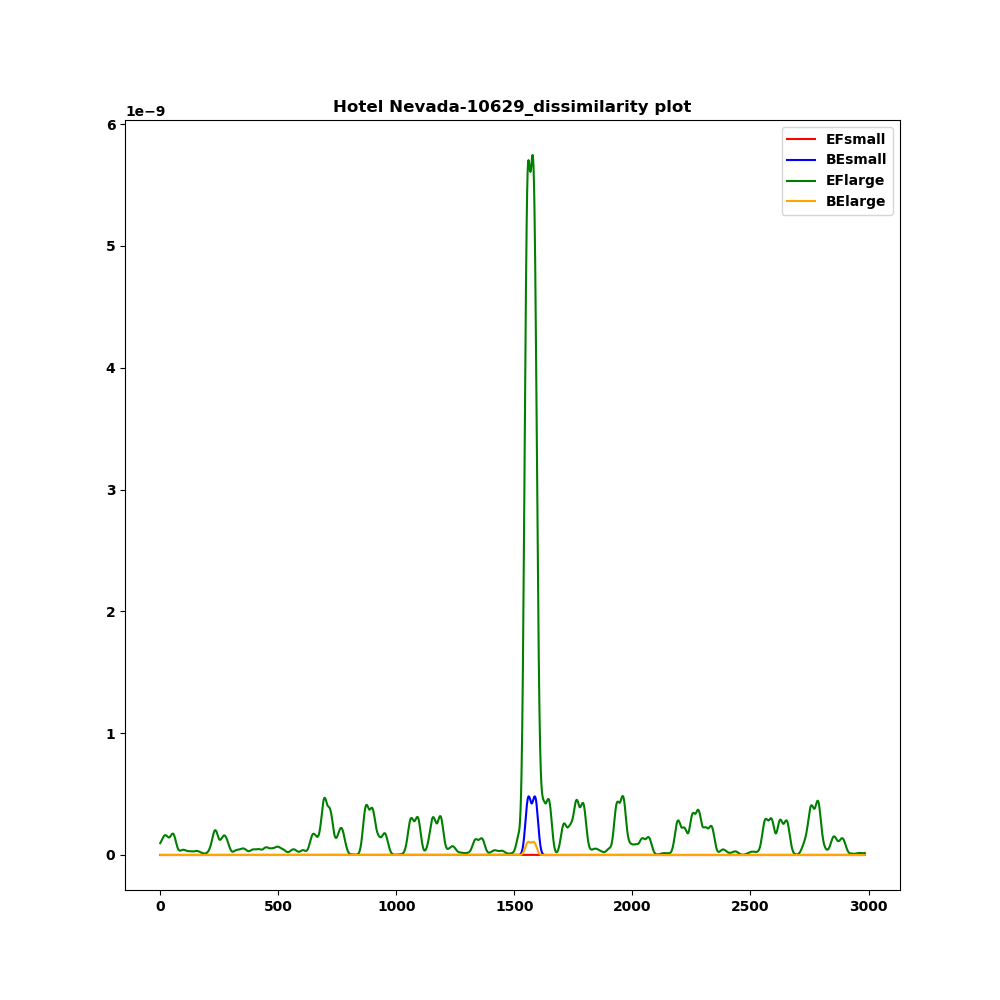 Hotel Nevada-10629_dissimilarity plot
1e−9
6
5
4
3
2
1
0
EFsmall
BEsmall
EFlarge
BElarge
0 500 1000 1500 2000 2500 3000